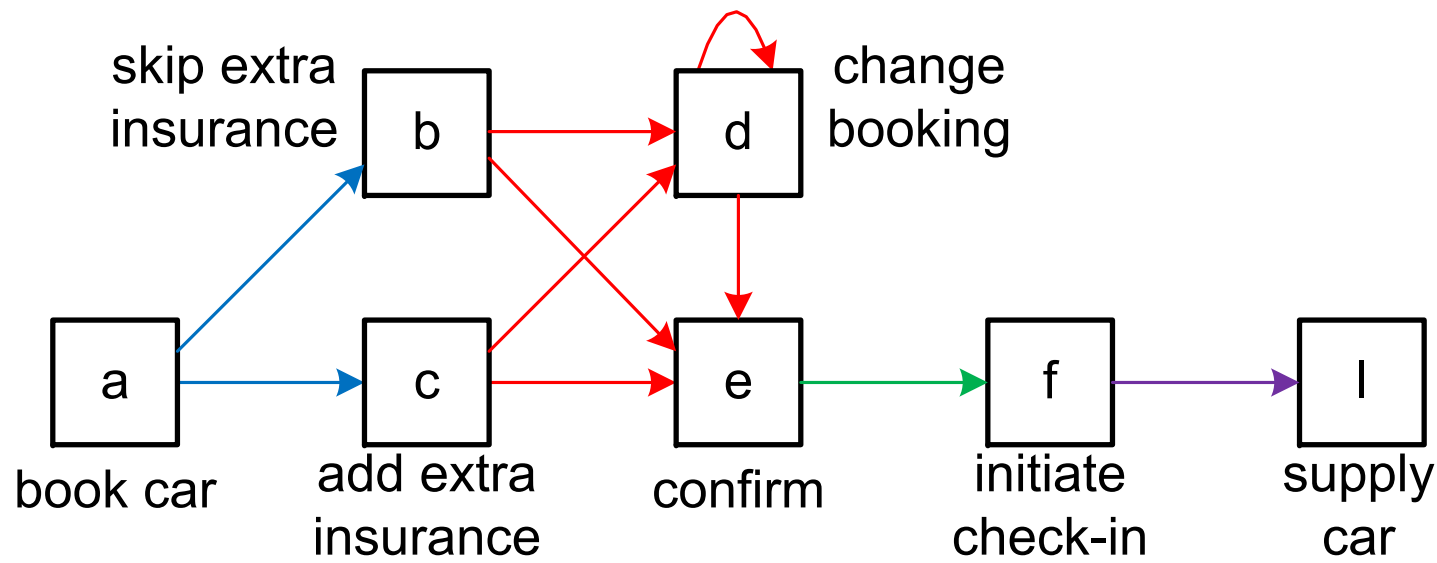 skip extra
insurance
b
d
change
booking
a
c
e
f
l
book car
add extra
insurance
confirm
initiate
check-in
supply
car